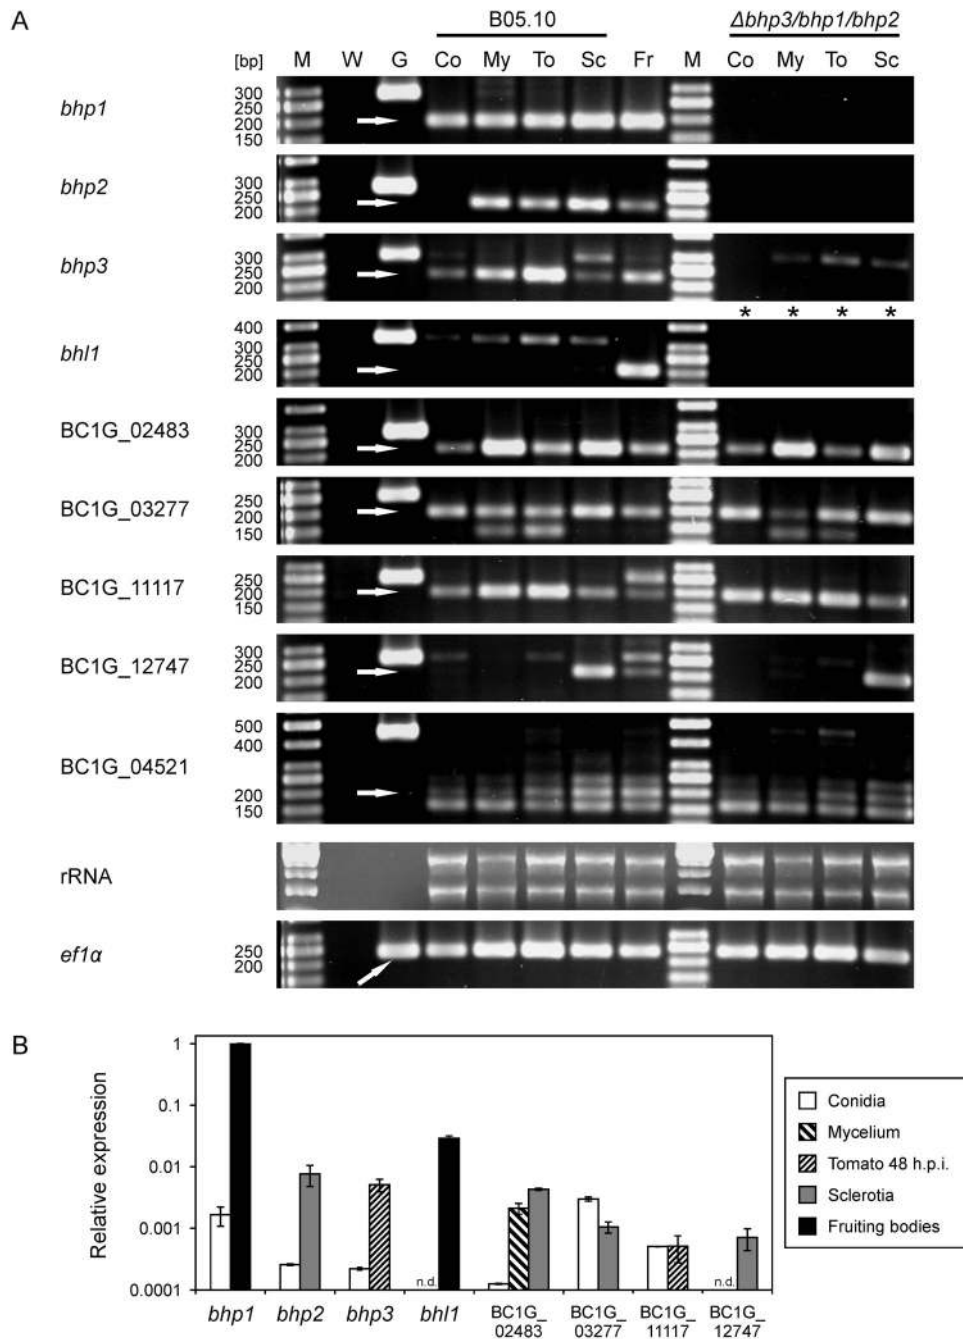 A
B05.10
Δbhp3/bhp1/bhp2
[bp] M W G Co My To Sc Fr M Co My To Sc
bhp1
300
250
200
150
bhp2
300
250
200
bhp3
300
250
200
* * * *
bhl1
400
300
250
200
BC1G_02483
300
250
200
BC1G_03277
250
200
150
BC1G_11117
250
200
150
BC1G_12747
300
250
200
BC1G_04521
500
400
200
150
rRNA
ef1α
250
200
B
Relative expression
1
0.1
0.01
0.001
0.0001
n.d.
n.d.
bhp1 bhp2 bhp3 bhl1 BC1G_ BC1G_ BC1G_ BC1G_
02483 03277 11117 12747
Conidia
Mycelium
Tomato 48 h.p.i.
Sclerotia
Fruiting bodies